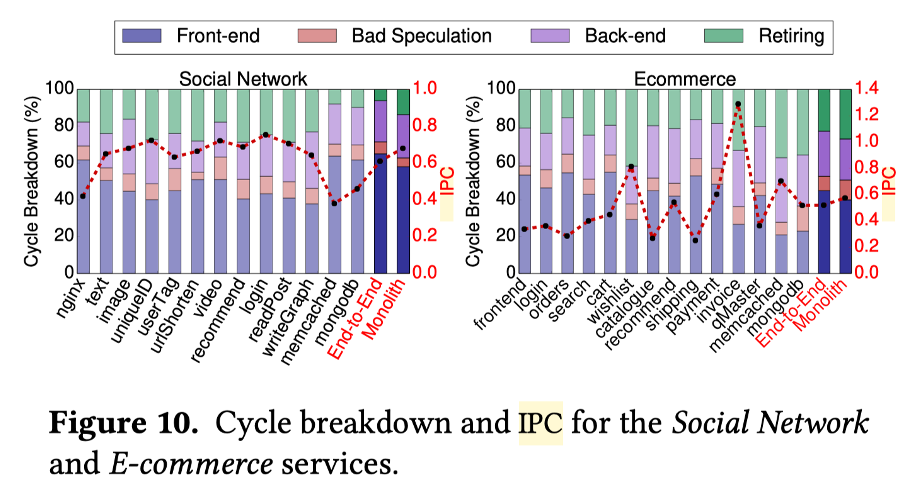 Front-end Bad Speculation Back-end Retiring
Social Network
Cycle Breakdown (%)
100
80
60
40
20
0
1.0
0.8
0.6
0.4
0.2
0.0
IPC
nginx
text
image
uniqueID
userTag
urlShorten
video
recommend
login
readPost
writeGraph
memcached
mongodb
End-to-End
Monolith
Ecommerce
Cycle Breakdown (%)
100
80
60
40
20
0
1.4
1.2
1.0
0.8
0.6
0.4
0.2
0.0
IPC
frontend
login
orders
search
cart
wishlist
catalogue
recommend
shipping
payment
invoice
qMaster
memcached
mongodb
End-to-End
Monolith
Figure 10. Cycle breakdown and IPC for the Social Network
and E-commerce services.